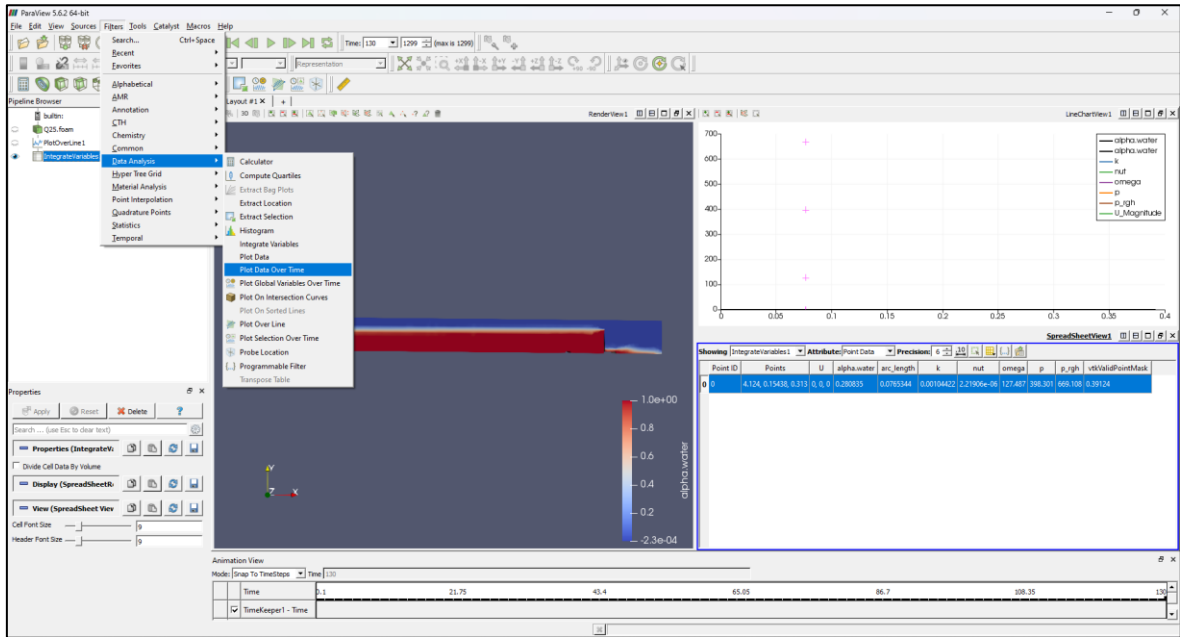 ParaView 5.6.2 64-bit
File Edit View Sources Filters Tools Catalyst Macros Help
Search... Ctrl+Space
Recent
Favorites
Alphabetical
AMR
Annotation
CTH
Chemistry
Common
Data Analysis
Hyper Tree Grid
Material Analysis
Point Interpolation
Quadrature Points
Statistics
Temporal
Time: 130 1299 (max is 1299)
Representation
Pipeline Browser
builtin:
Q25.foam
PlotOverLine1
IntegrateVariables
Calculator
Compute Quartiles
Extract Bag Plots
Extract Location
Extract Selection
Histogram
Integrate Variables
Plot Data
Plot Data Over Time
Plot Global Variables Over Time
Plot On Intersection Curves
Plot On Sorted Lines
Plot Over Line
Plot Selection Over Time
Probe Location
Programmable Filter
Transpose Table
Layout #1 × +
3D
RenderView1
1.0e+00
0.8
0.6
0.4
0.2
-2.3e-04
alpha.water
Y
Z X
LineChartView1
700
600
500
400
300
200
100
0
0 0.05 0.1 0.15 0.2 0.25 0.3 0.35 0.4
alpha.water
alpha.water
k
nut
omega
p
p_rgh
U_Magnitude
SpreadSheetView1
Showing IntegrateVariables1 Attribute: Point Data Precision: 6
Point ID Points U alpha.water arc_length k nut omega p p_rgh vtkValidPointMask
0 0 4.124, 0.15438, 0.313 0, 0, 0 0.280835 0.0765344 0.00104422 2.21906e-06 127.487 398.301 669.108 0.39124
Properties
Apply Reset Delete ?
Search ... (use Esc to clear text)
Properties (IntegrateVa
Divide Cell Data By Volume
Display (SpreadSheetRe
View (SpreadSheet View
Cell Font Size 9
Header Font Size 9
Animation View
Mode: Snap To TimeSteps Time 130
Time 0.1 21.75 43.4 65.05 86.7 108.35 130
TimeKeeper1 - Time